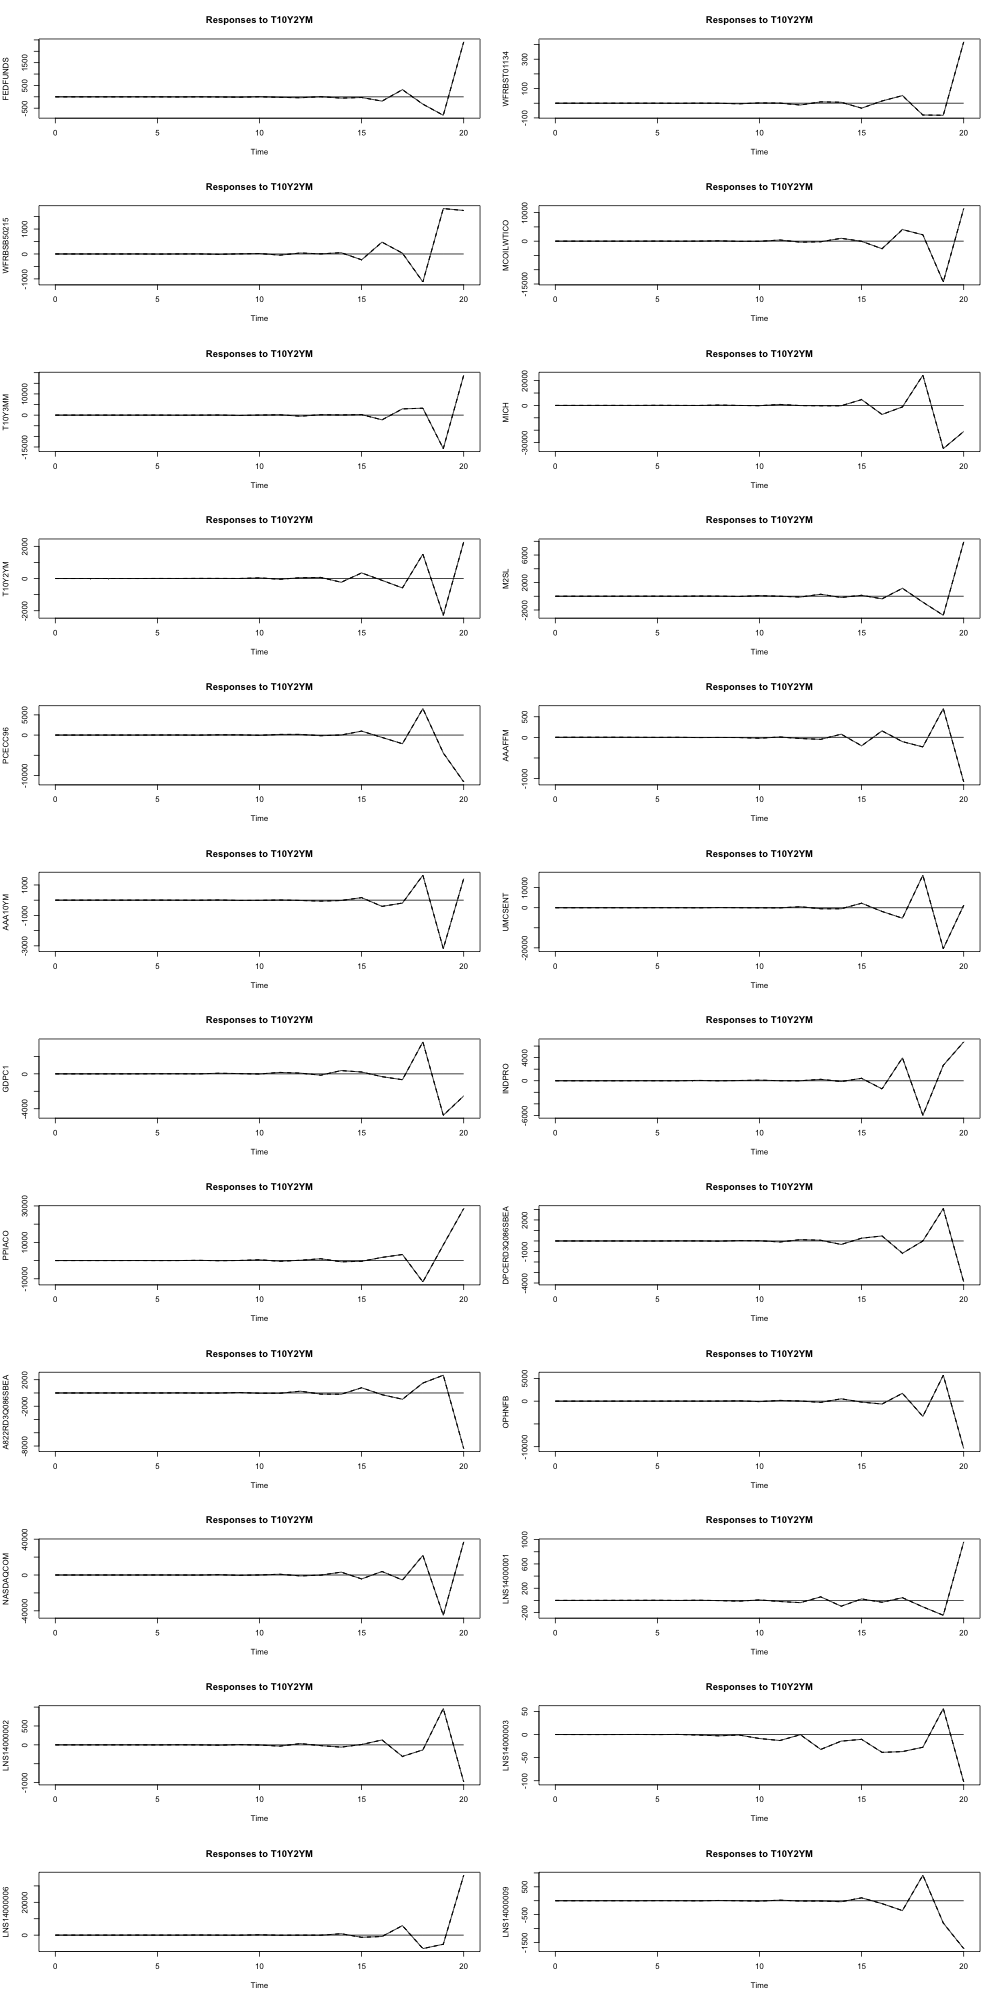 Responses to T10Y2YM
FEDFUNDS
-500 500 1500
0 5 10 15 20
Time
Responses to T10Y2YM
WFRBST01134
-100 100 300
0 5 10 15 20
Time
Responses to T10Y2YM
WFRBSB50215
-1000 0 1000
0 5 10 15 20
Time
Responses to T10Y2YM
MCOILWTICO
-15000 0 10000
0 5 10 15 20
Time
Responses to T10Y2YM
T10Y3MM
-15000 0 10000
0 5 10 15 20
Time
Responses to T10Y2YM
MICH
-30000 0 20000
0 5 10 15 20
Time
Responses to T10Y2YM
T10Y2YM
-2000 0 2000
0 5 10 15 20
Time
Responses to T10Y2YM
M2SL
-2000 2000 6000
0 5 10 15 20
Time
Responses to T10Y2YM
PCECC96
-10000 0 5000
0 5 10 15 20
Time
Responses to T10Y2YM
AAAFFM
-1000 0 500
0 5 10 15 20
Time
Responses to T10Y2YM
AAA10YM
-3000 -1000 1000
0 5 10 15 20
Time
Responses to T10Y2YM
UMCSENT
-20000 0 10000
0 5 10 15 20
Time
Responses to T10Y2YM
GDPC1
-4000 0
0 5 10 15 20
Time
Responses to T10Y2YM
INDPRO
-6000 0 4000
0 5 10 15 20
Time
Responses to T10Y2YM
PPIACO
-10000 10000 30000
0 5 10 15 20
Time
Responses to T10Y2YM
DPCERD3Q086SBEA
-4000 -1000 2000
0 5 10 15 20
Time
Responses to T10Y2YM
A822RD3Q086SBEA
-8000 -2000 2000
0 5 10 15 20
Time
Responses to T10Y2YM
OPHNFB
-10000 0 5000
0 5 10 15 20
Time
Responses to T10Y2YM
NASDAQCOM
-40000 0 40000
0 5 10 15 20
Time
Responses to T10Y2YM
LNS14000001
-200 200 600 1000
0 5 10 15 20
Time
Responses to T10Y2YM
LNS14000002
-1000 0 500
0 5 10 15 20
Time
Responses to T10Y2YM
LNS14000003
-100 -50 0 50
0 5 10 15 20
Time
Responses to T10Y2YM
LNS14000006
0 20000
0 5 10 15 20
Time
Responses to T10Y2YM
LNS14000009
-1500 -500 500
0 5 10 15 20
Time